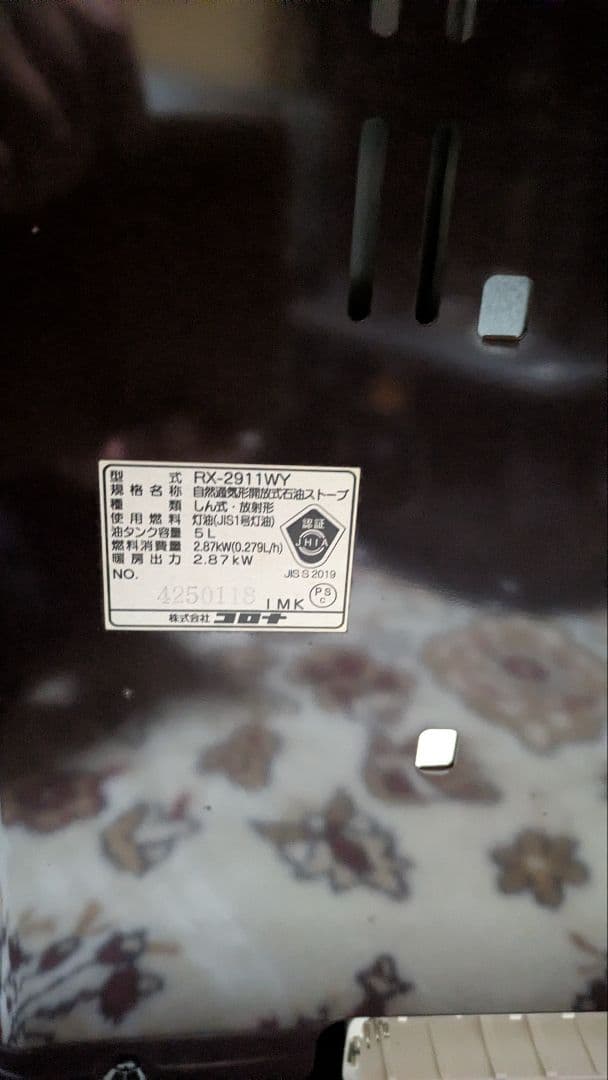 型 式 RX-2911WY
規格名称 自然通気形開放式石油ストーブ
種 類 しん式・放射形
使用燃料 灯油(JIS1号灯油)
油タンク容量 5L
燃料消費量 2.87kW(0.279L/h)
暖房出力 2.87kW
認証
JHIA
NO. JIS S 2019
4250118 IMK PS C
株式会社 コロナ